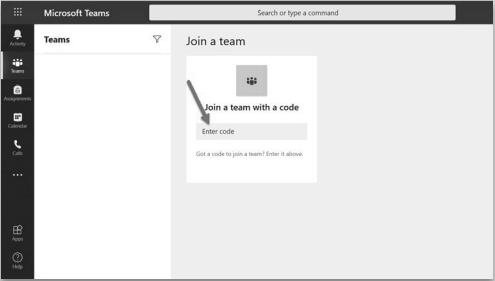 Microsoft Teams
Search or type a command
Activity
Teams
Assignments
Calendar
Calls
Apps
Help
Teams
Join a team
Join a team with a code
Enter code
Got a code to join a team? Enter it above.